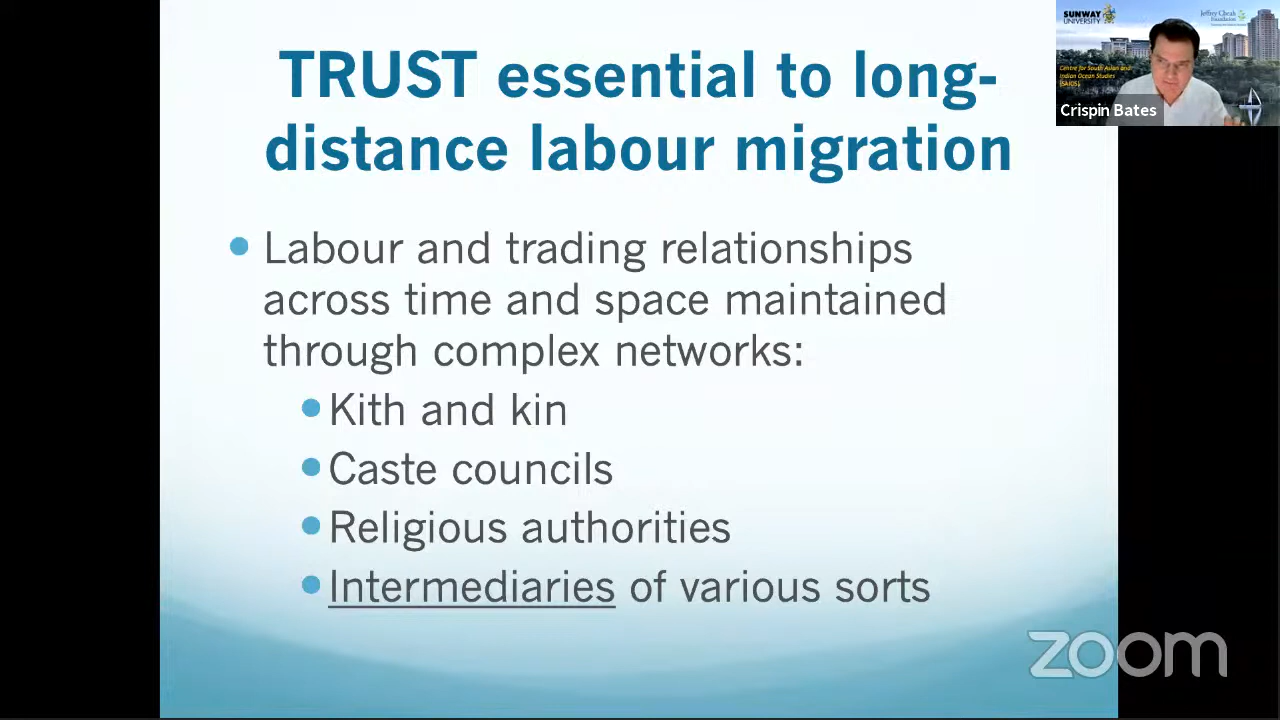 TRUST essential to long-
distance labour migration
Labour and trading relationships
across time and space maintained
through complex networks:
Kith and kin
Caste councils
Religious authorities
Intermediaries of various sorts
SUNWAY
UNIVERSITY
Jeffrey Cheah
Foundation
Centre for South Asian and
Indian Ocean Studies
Crispin Bates
zoom